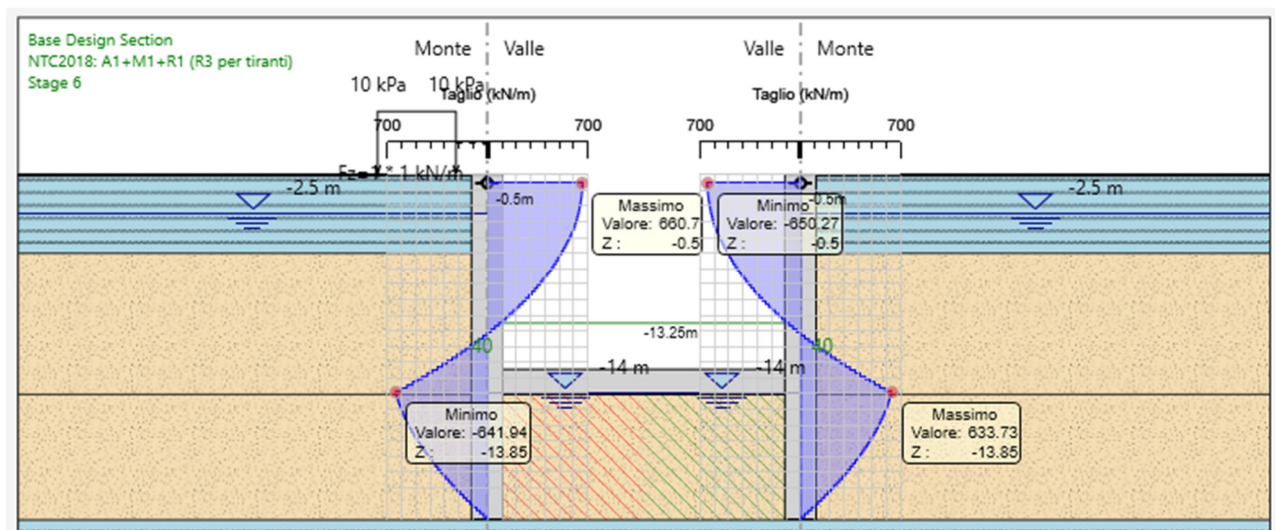 Base Design Section
NTC2018: A1+M1+R1 (R3 per tiranti)
Stage 6
Monte Valle
Valle Monte
10 kPa 10 kPa
Taglio (kN/m)
Taglio (kN/m)
700 700
700 700
1 kN/m
-2.5 m
-0.5m
-0.5m
-2.5 m
Massimo
Valore: 660.7
Z : -0.5
Minimo
Valore: -650.27
Z : -0.5
-13.25m
40
40
-14 m
-14 m
Minimo
Valore: -641.94
Z : -13.85
Massimo
Valore: 633.73
Z : -13.85